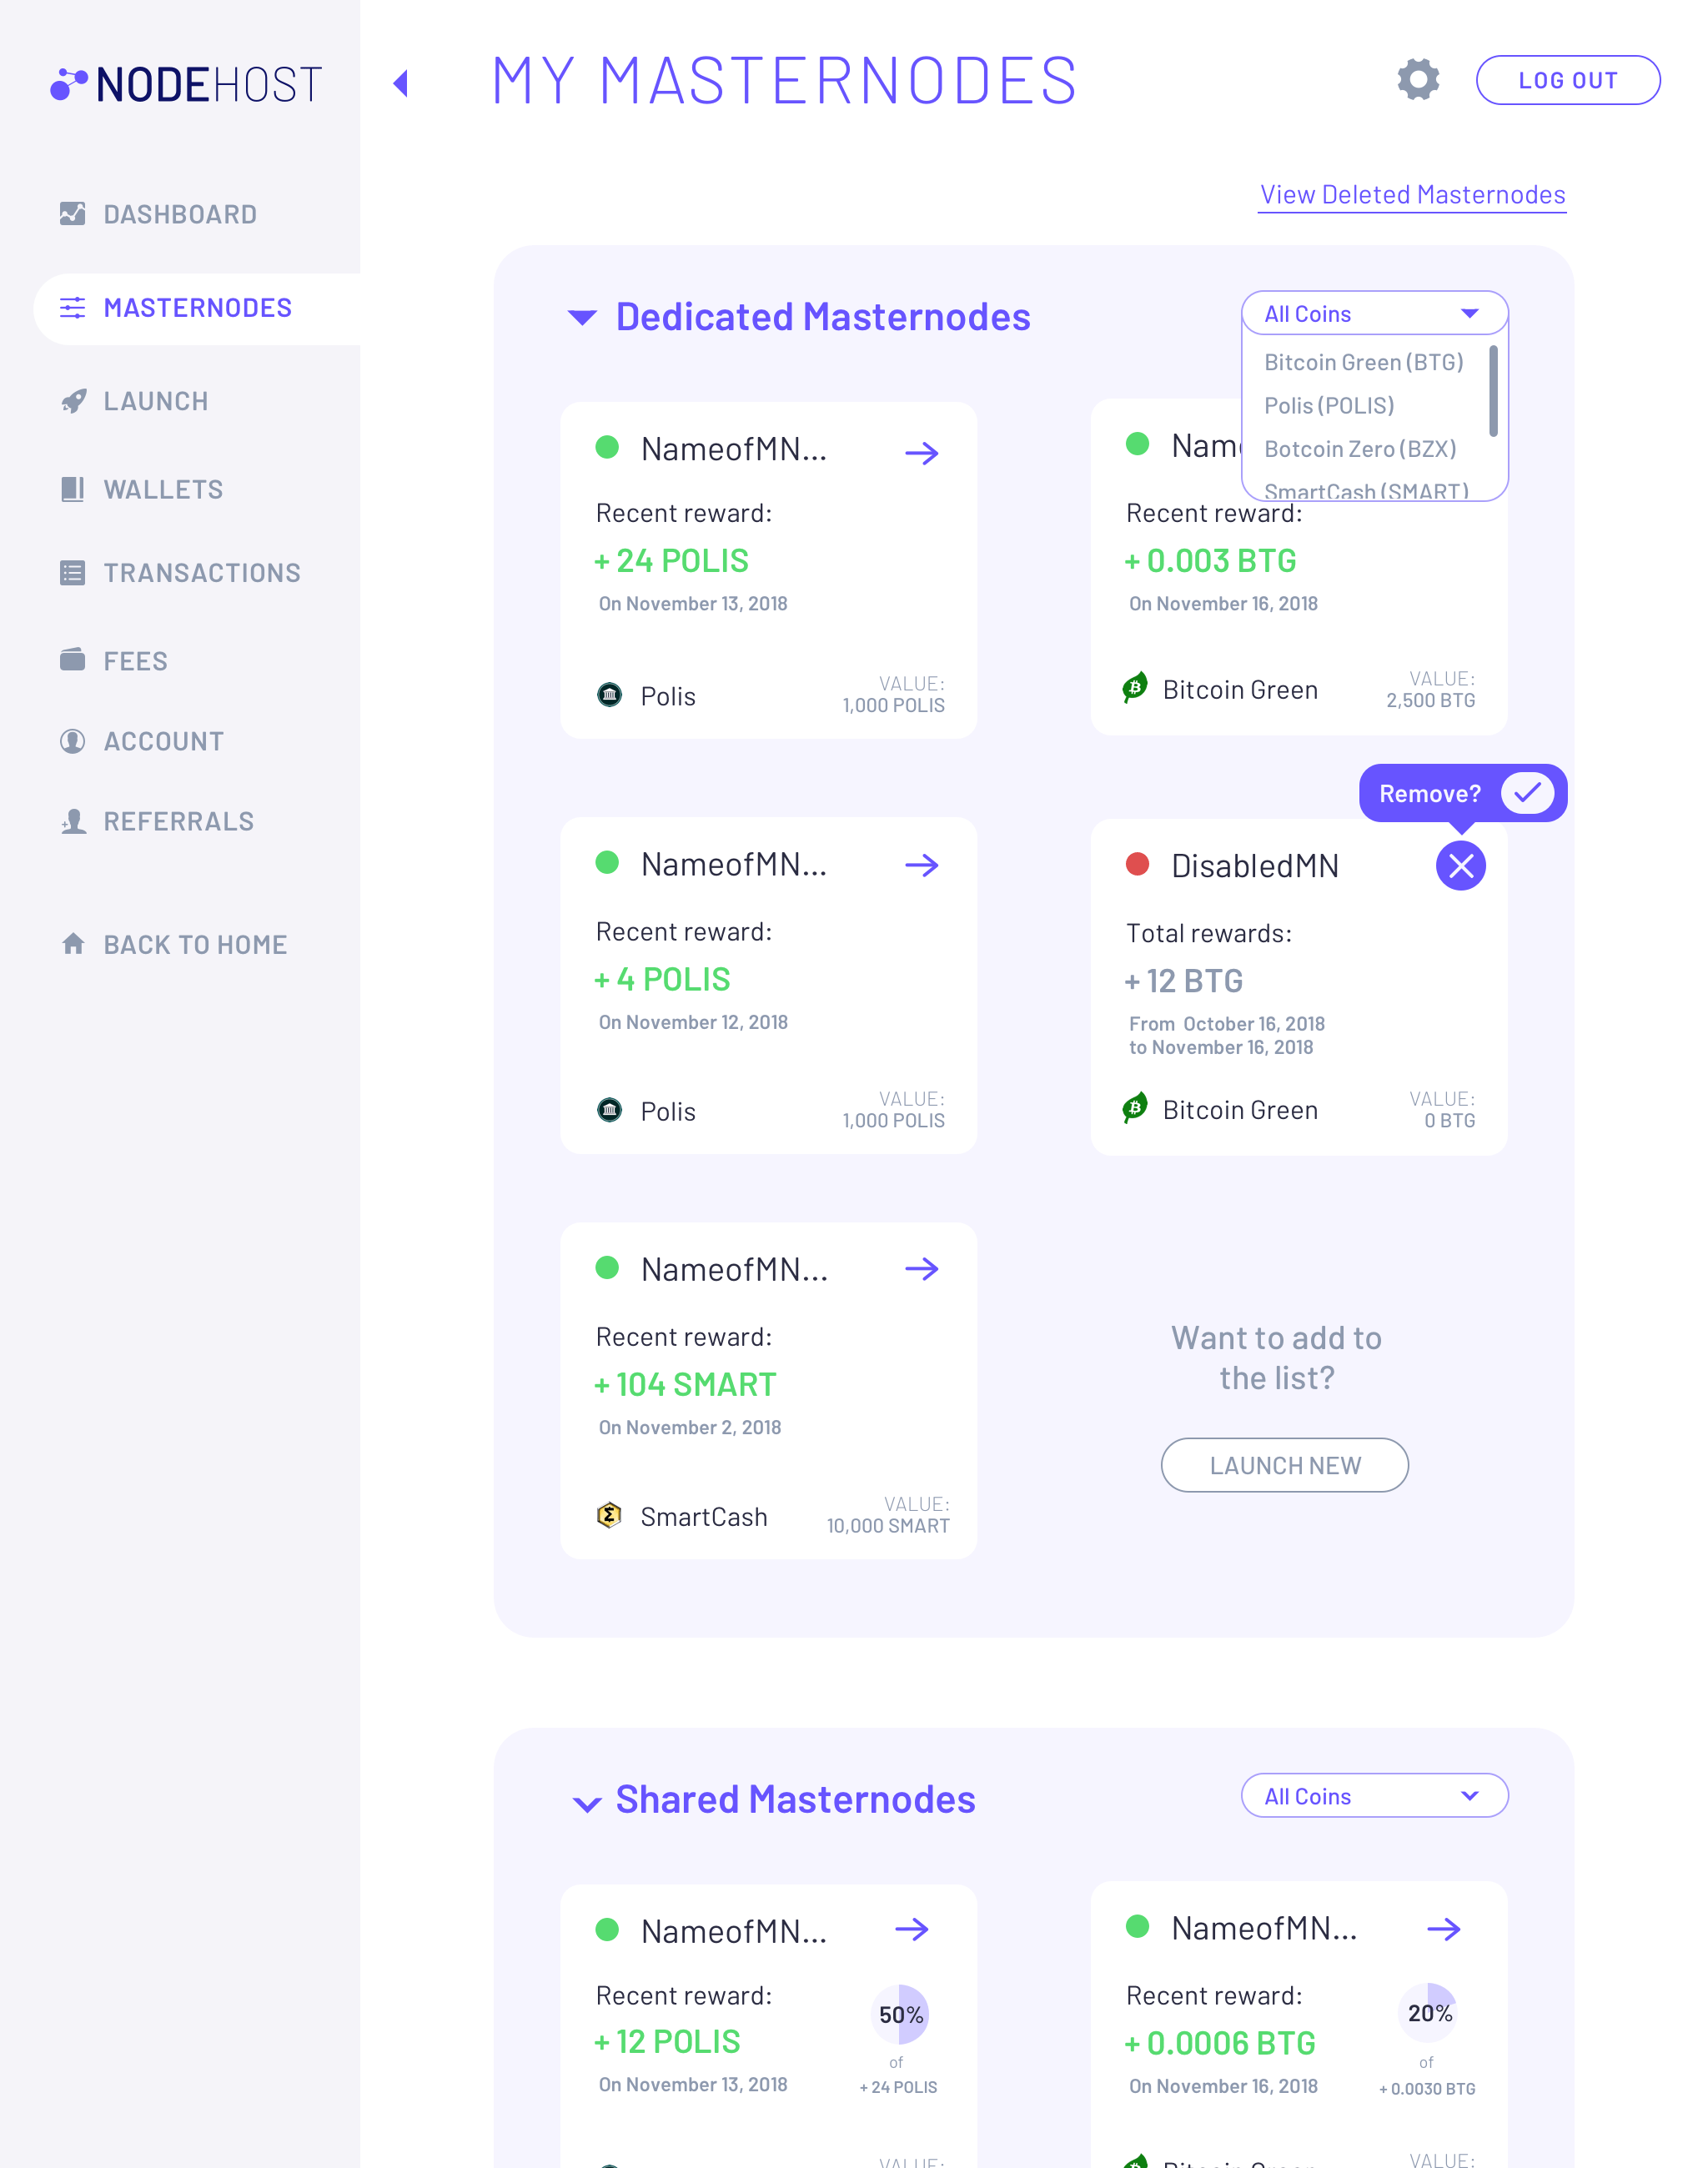 NODEHOST
MY MASTERNODES
LOG OUT
DASHBOARD
MASTERNODES
LAUNCH
WALLETS
TRANSACTIONS
FEES
ACCOUNT
REFERRALS
BACK TO HOME
View Deleted Masternodes
Dedicated Masternodes
All Coins
Bitcoin Green (BTG)
Polis (POLIS)
Botcoin Zero (BZX)
SmartCash (SMART)
NameofMN...
Recent reward:
+ 24 POLIS
On November 13, 2018
Polis
VALUE:
1,000 POLIS
Name
Recent reward:
+ 0.003 BTG
On November 16, 2018
Bitcoin Green
VALUE:
2,500 BTG
NameofMN...
Recent reward:
+ 4 POLIS
On November 12, 2018
Polis
VALUE:
1,000 POLIS
Remove?
DisabledMN
Total rewards:
+ 12 BTG
From October 16, 2018
to November 16, 2018
Bitcoin Green
VALUE:
0 BTG
NameofMN...
Recent reward:
+ 104 SMART
On November 2, 2018
SmartCash
VALUE:
10,000 SMART
Want to add to
the list?
LAUNCH NEW
Shared Masternodes
All Coins
NameofMN...
Recent reward:
+ 12 POLIS
On November 13, 2018
50%
of
+ 24 POLIS
VALUE:
NameofMN...
Recent reward:
+ 0.0006 BTG
On November 16, 2018
20%
of
+ 0.0030 BTG
Bitcoin Green
VALUE: